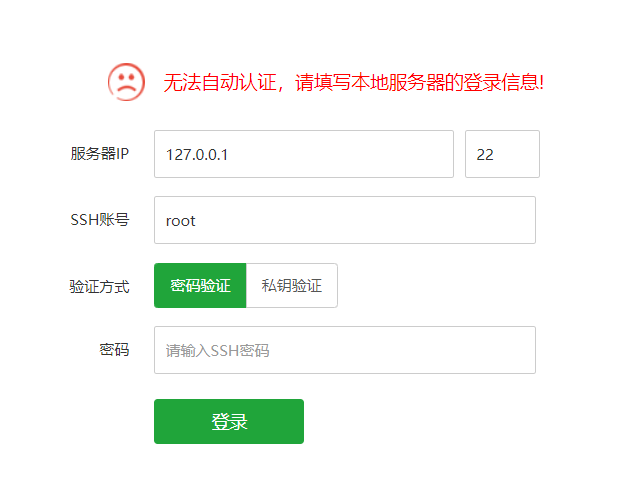 无法自动认证，请填写本地服务器的登录信息!
服务器IP 127.0.0.1 22
SSH账号 root
验证方式 密码验证 私钥验证
密码 请输入SSH密码
登录